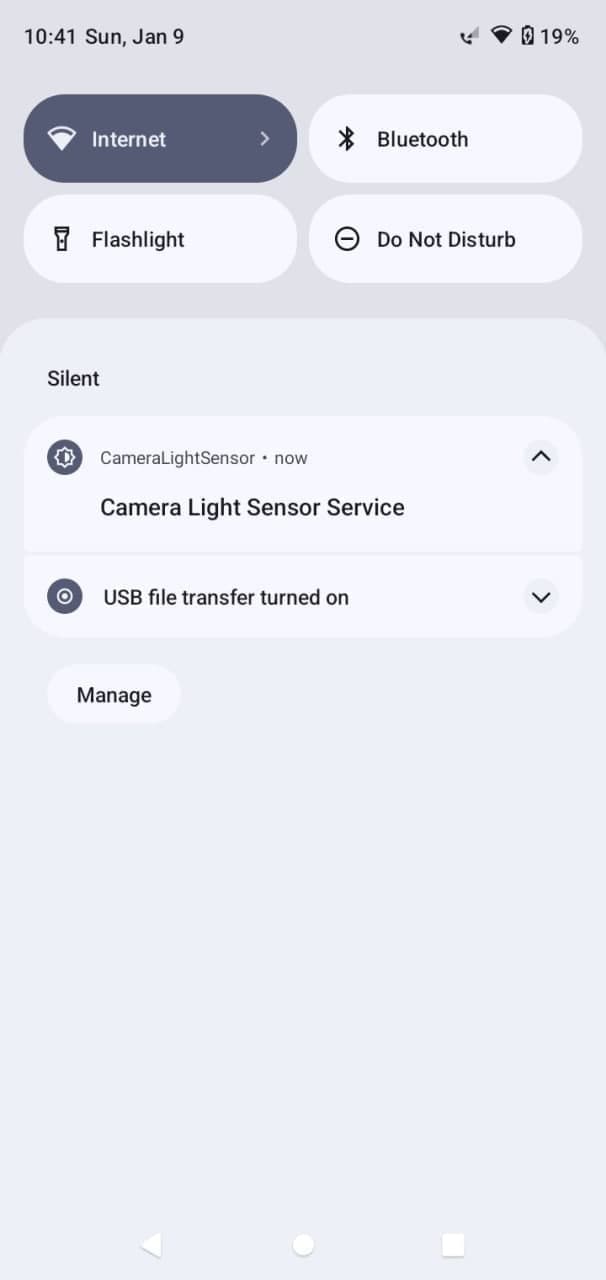 10:41 Sun, Jan 9 19%
Internet Bluetooth
Flashlight Do Not Disturb
Silent
CameraLightSensor • now
Camera Light Sensor Service
USB file transfer turned on
Manage